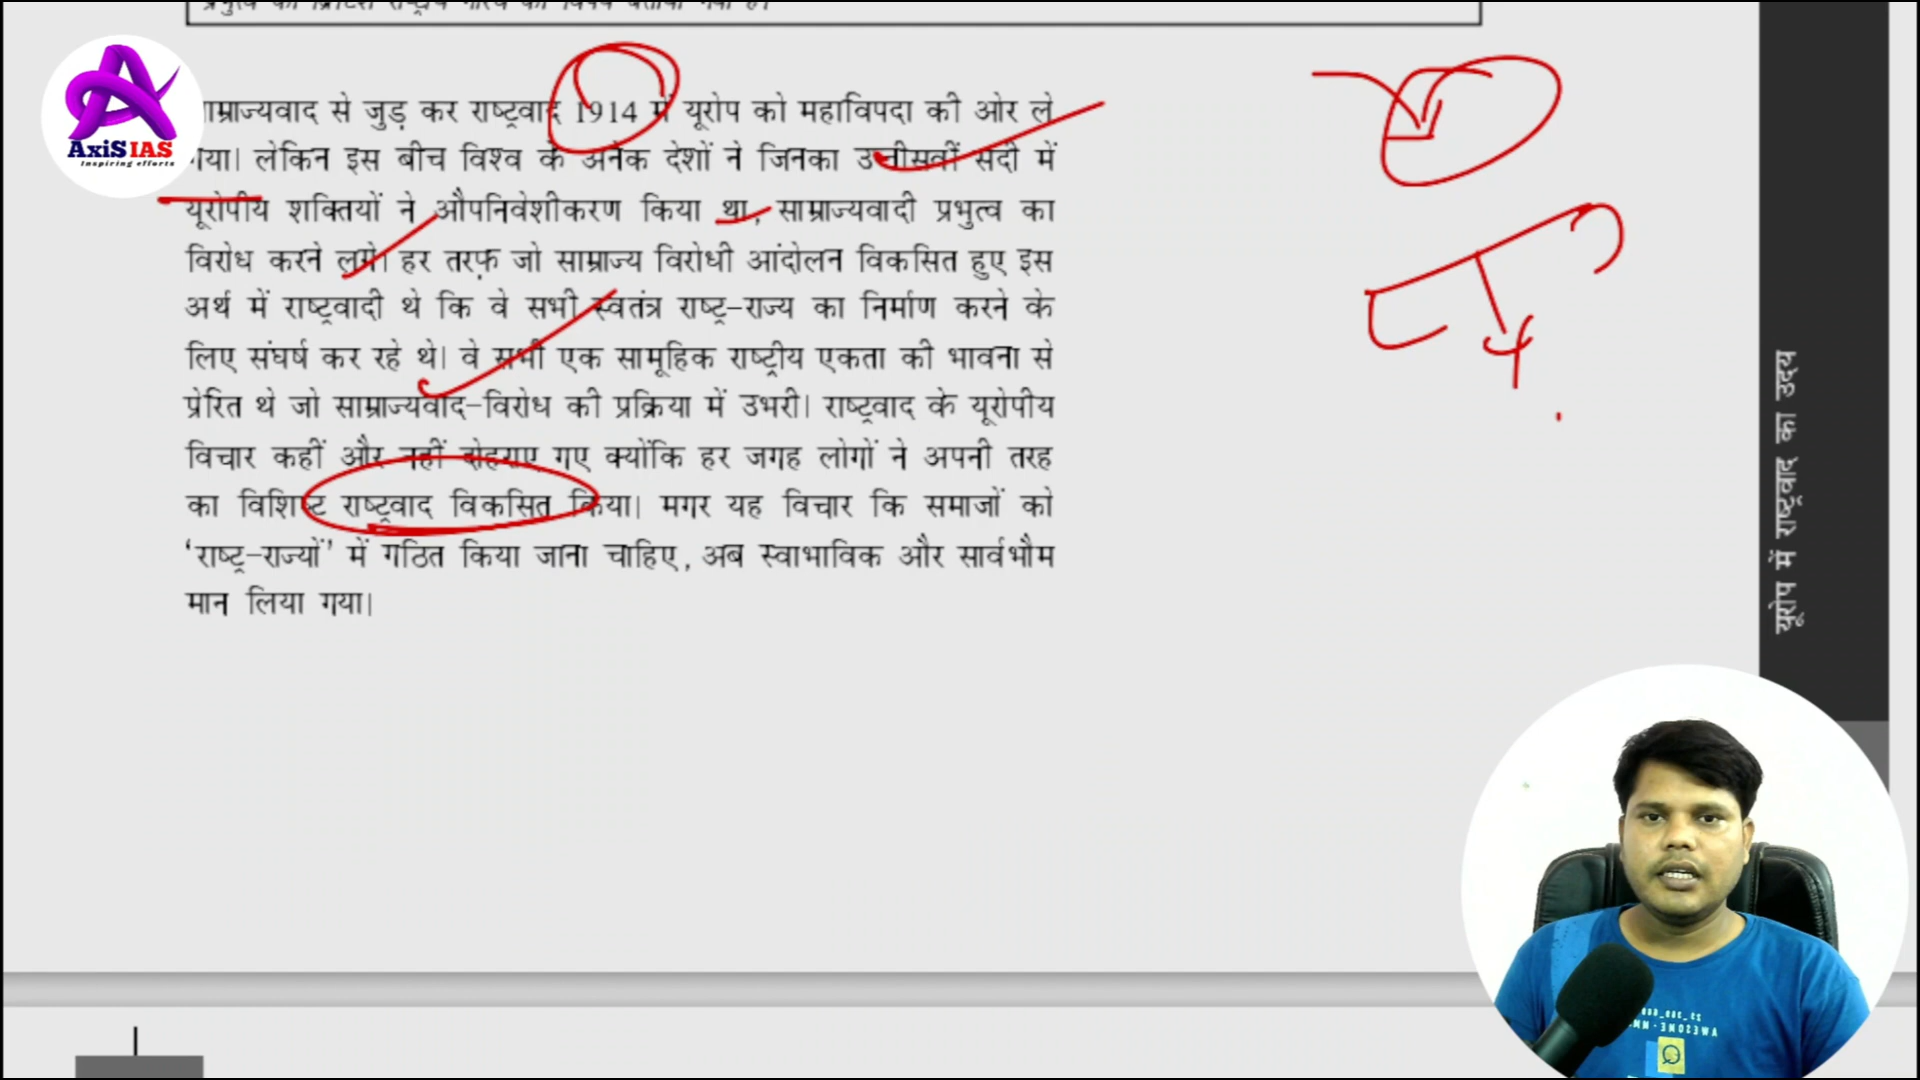 AxiS IAS
Inspiring efforts
साम्राज्यवाद से जुड़ कर राष्ट्रवाद 1914 में यूरोप को महाविपदा की ओर ले
गया। लेकिन इस बीच विश्व के अनेक देशों ने जिनका उन्नीसवीं सदी में
यूरोपीय शक्तियों ने औपनिवेशीकरण किया था, साम्राज्यवादी प्रभुत्व का
विरोध करने लगे। हर तरफ़ जो साम्राज्य विरोधी आंदोलन विकसित हुए इस
अर्थ में राष्ट्रवादी थे कि वे सभी स्वतंत्र राष्ट्र-राज्य का निर्माण करने के
लिए संघर्ष कर रहे थे। वे सभी एक सामूहिक राष्ट्रीय एकता की भावना से
प्रेरित थे जो साम्राज्यवाद-विरोध की प्रक्रिया में उभरी। राष्ट्रवाद के यूरोपीय
विचार कहीं और नहीं दोहराए गए क्योंकि हर जगह लोगों ने अपनी तरह
का विशिष्ट राष्ट्रवाद विकसित किया। मगर यह विचार कि समाजों को
‘राष्ट्र-राज्यों’ में गठित किया जाना चाहिए, अब स्वाभाविक और सार्वभौम
मान लिया गया।
यूरोप में राष्ट्रवाद का उदय